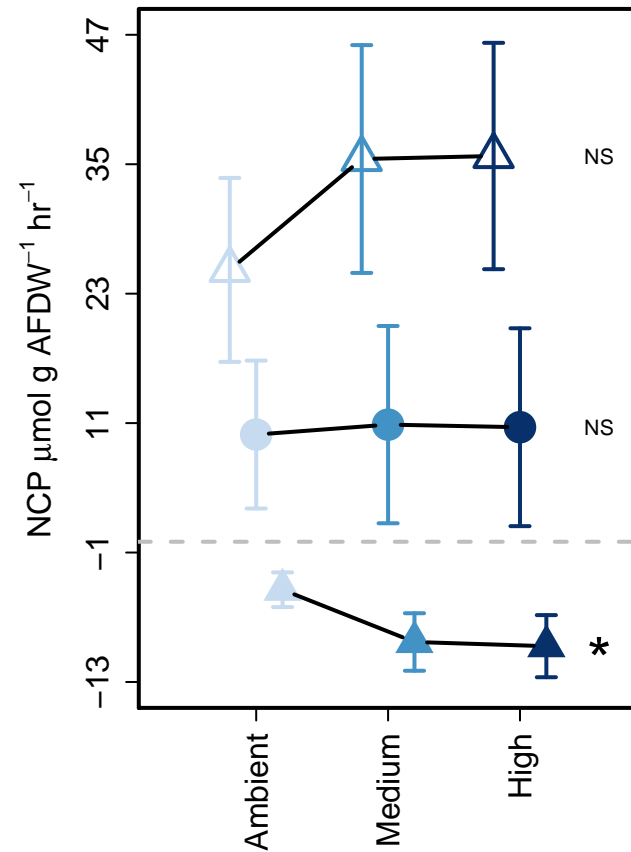 NCP μmol g AFDW⁻¹ hr⁻¹
47
35
23
11
−1
−13
NS
NS
*
Ambient
Medium
High